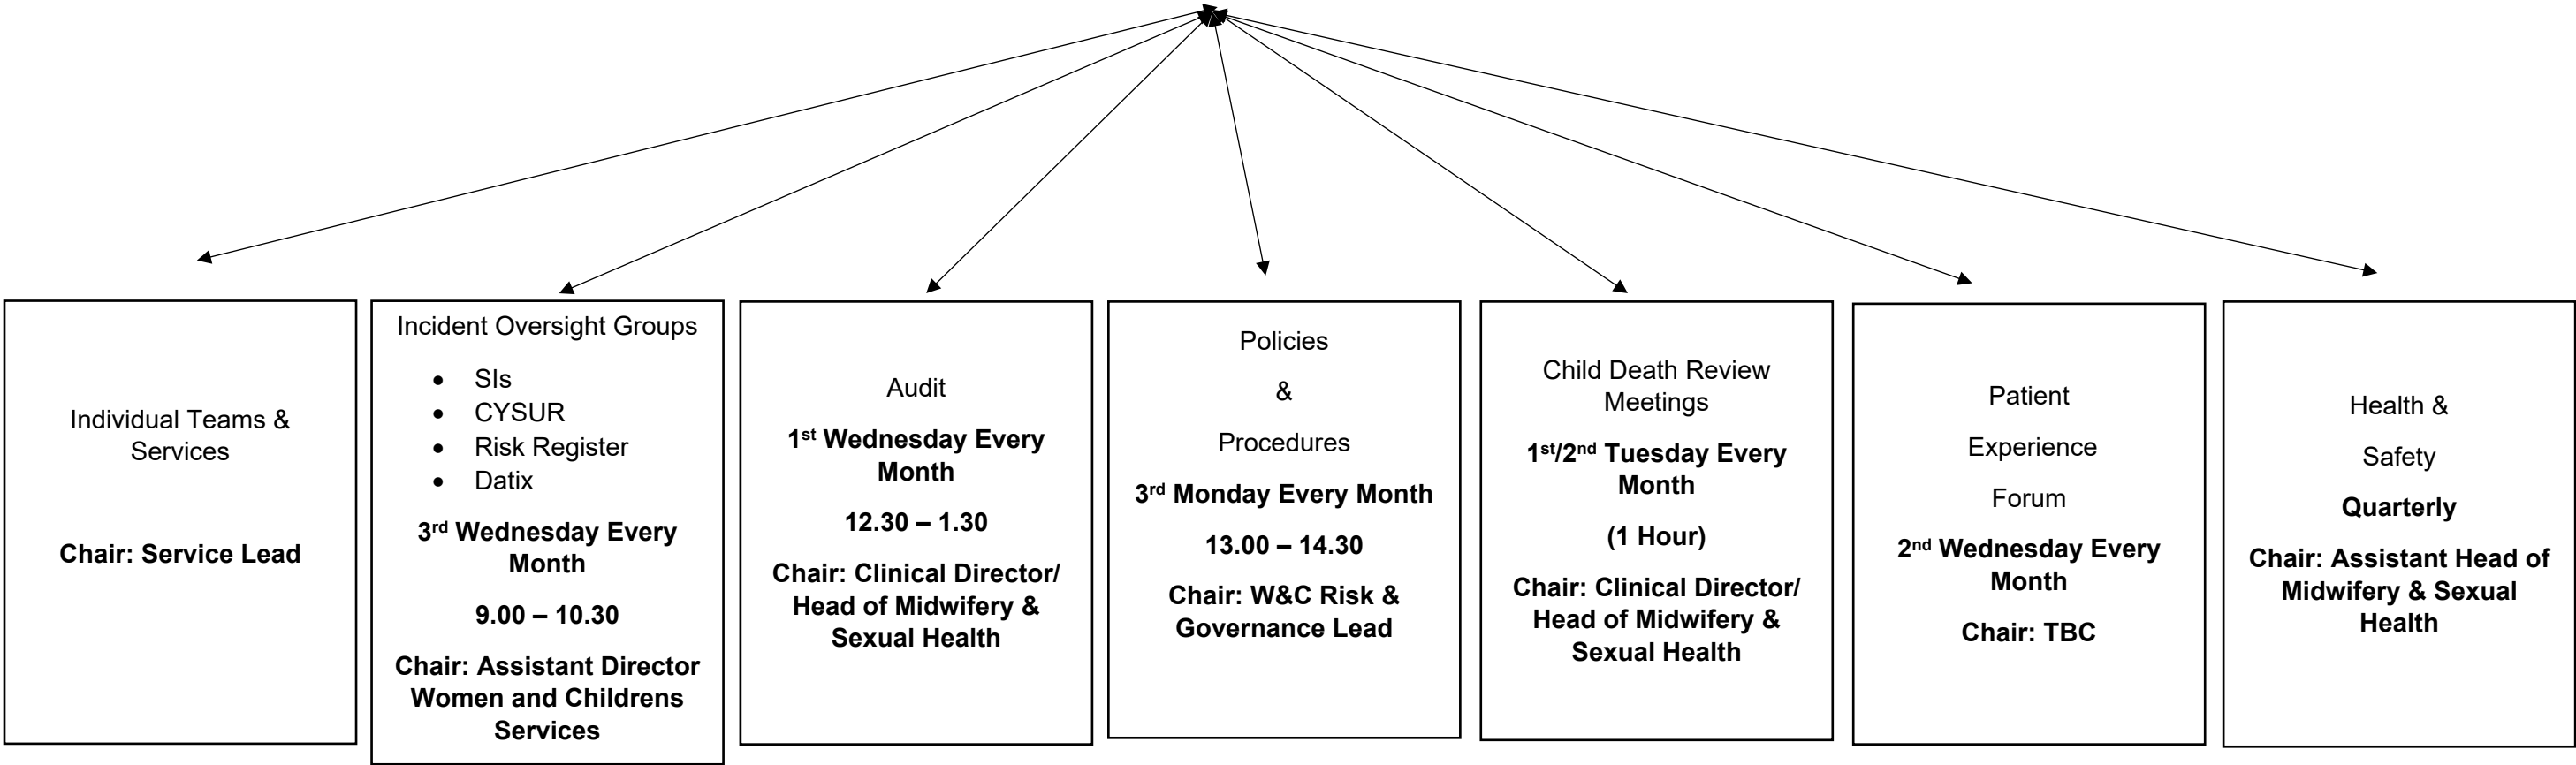 Individual Teams &
Services
Chair: Service Lead
Incident Oversight Groups
• SIs
• CYSUR
• Risk Register
• Datix
3rd Wednesday Every
Month
9.00 – 10.30
Chair: Assistant Director
Women and Childrens
Services
Audit
1st Wednesday Every
Month
12.30 – 1.30
Chair: Clinical Director/
Head of Midwifery &
Sexual Health
Policies
&
Procedures
3rd Monday Every Month
13.00 – 14.30
Chair: W&C Risk &
Governance Lead
Child Death Review
Meetings
1st/2nd Tuesday Every
Month
(1 Hour)
Chair: Clinical Director/
Head of Midwifery &
Sexual Health
Patient
Experience
Forum
2nd Wednesday Every
Month
Chair: TBC
Health &
Safety
Quarterly
Chair: Assistant Head of
Midwifery & Sexual
Health